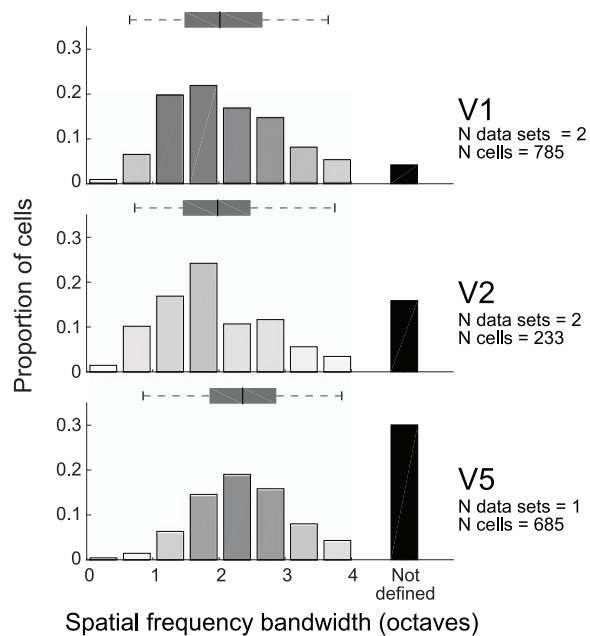 Proportion of cells
0.3
0.2
0.1
0
V1
N data sets = 2
N cells = 785
0.3
0.2
0.1
0
V2
N data sets = 2
N cells = 233
0.3
0.2
0.1
0
V5
N data sets = 1
N cells = 685
0 1 2 3 4 Not
defined
Spatial frequency bandwidth (octaves)